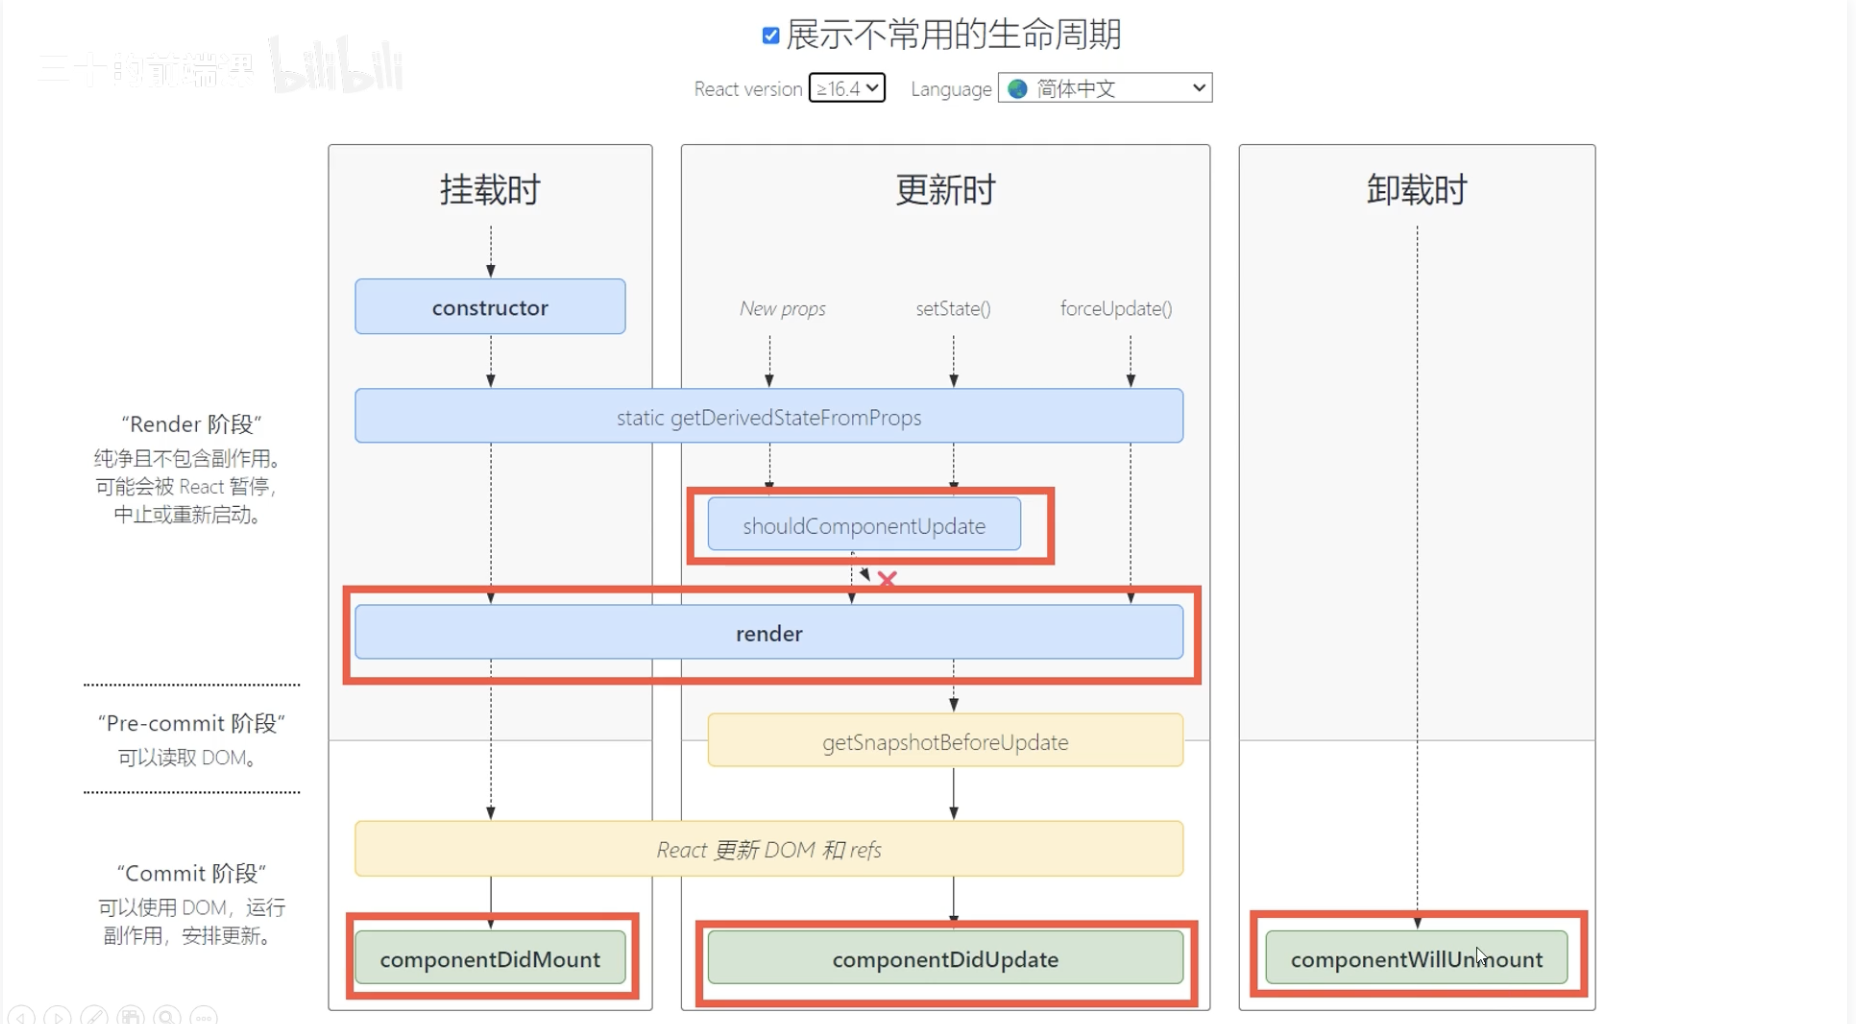 展示不常用的生命周期
三十的前端课 bilibili
React version ≥16.4 Language 简体中文
挂载时
更新时
卸载时
constructor
New props
setState()
forceUpdate()
static getDerivedStateFromProps
“Render 阶段”
纯净且不包含副作用。
可能会被 React 暂停，
中止或重新启动。
shouldComponentUpdate
render
“Pre-commit 阶段”
可以读取 DOM。
getSnapshotBeforeUpdate
React 更新 DOM 和 refs
“Commit 阶段”
可以使用 DOM，运行
副作用，安排更新。
componentDidMount
componentDidUpdate
componentWillUnmount